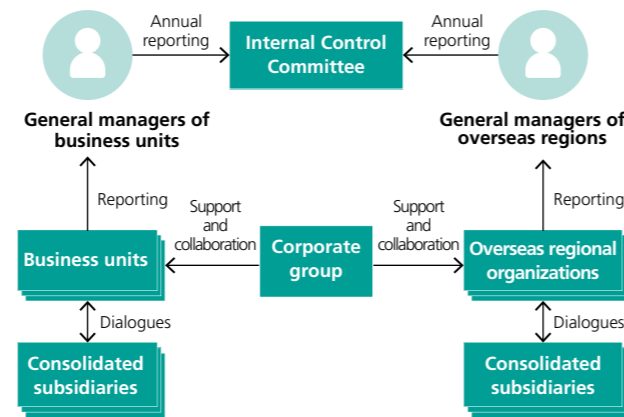 Annual
reporting
Internal Control
Committee
Annual
reporting
General managers of
business units
General managers of
overseas regions
Reporting
Support
and
collaboration
Support
and
collaboration
Reporting
Business units
Corporate
group
Overseas regional
organizations
Dialogues
Dialogues
Consolidated
subsidiaries
Consolidated
subsidiaries